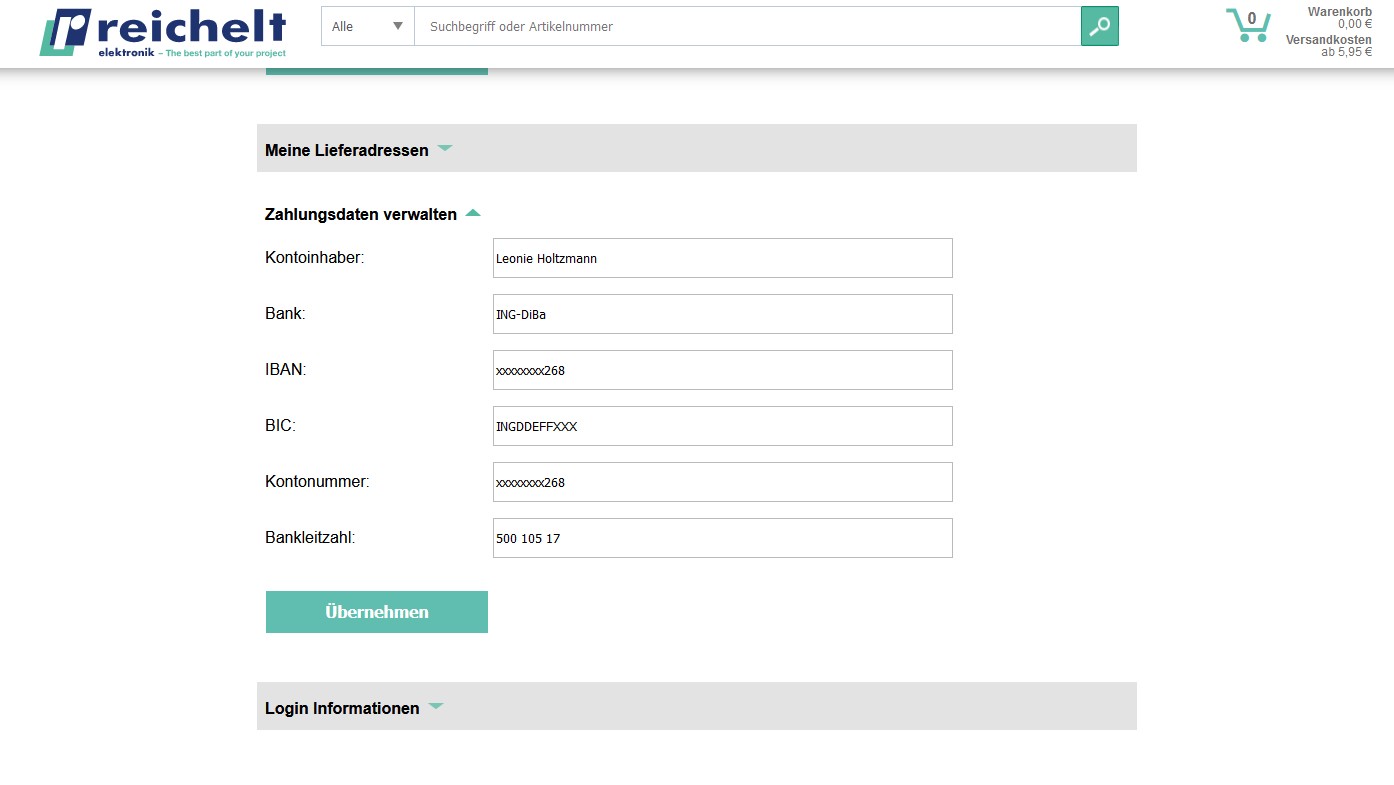 reichelt
elektronik – The best part of your project
Alle
Suchbegriff oder Artikelnummer
0
Warenkorb
0,00 €
Versandkosten
ab 5,95 €
Meine Lieferadressen
Zahlungsdaten verwalten
Kontoinhaber: Leonie Holtzmann
Bank: ING-DiBa
IBAN: xxxxxxxx268
BIC: INGDDEFFXXX
Kontonummer: xxxxxxxx268
Bankleitzahl: 500 105 17
Übernehmen
Login Informationen